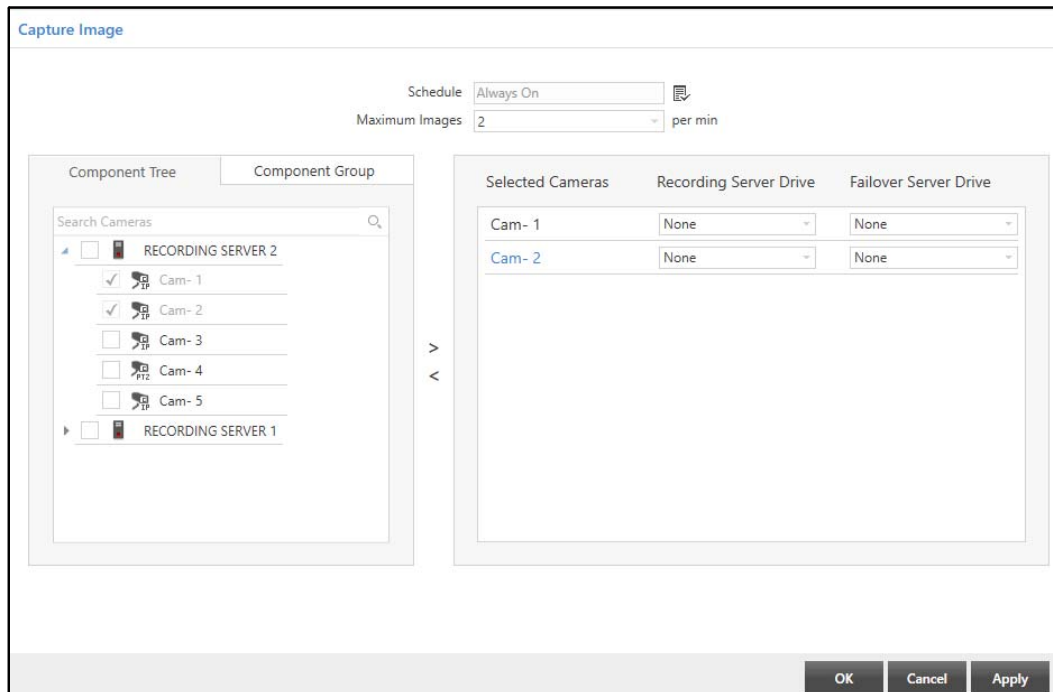 Capture Image
Schedule Always On
Maximum Images 2 per min
Component Tree Component Group
Search Cameras
RECORDING SERVER 2
Cam- 1
Cam- 2
Cam- 3
Cam- 4
Cam- 5
RECORDING SERVER 1
>
<
Selected Cameras Recording Server Drive Failover Server Drive
Cam- 1 None None
Cam- 2 None None
OK Cancel Apply